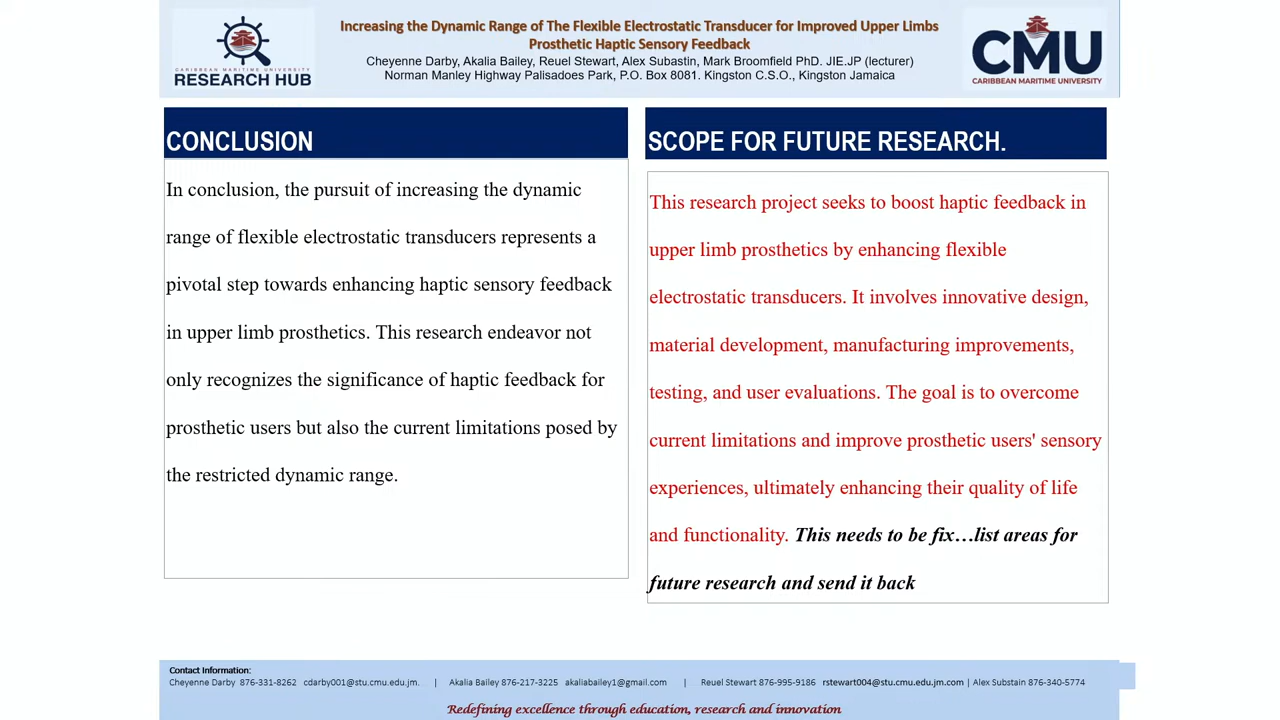 Increasing the Dynamic Range of The Flexible Electrostatic Transducer for Improved Upper Limbs
Prosthetic Haptic Sensory Feedback
Cheyenne Darby, Akalia Bailey, Reuel Stewart, Alex Subastin, Mark Broomfield PhD. JIE.JP (lecturer)
Norman Manley Highway Palisadoes Park, P.O. Box 8081. Kingston C.S.O., Kingston Jamaica
CARIBBEAN MARITIME UNIVERSITY
RESEARCH HUB
CMU
CARIBBEAN MARITIME UNIVERSITY
CONCLUSION
In conclusion, the pursuit of increasing the dynamic
range of flexible electrostatic transducers represents a
pivotal step towards enhancing haptic sensory feedback
in upper limb prosthetics. This research endeavor not
only recognizes the significance of haptic feedback for
prosthetic users but also the current limitations posed by
the restricted dynamic range.
SCOPE FOR FUTURE RESEARCH.
This research project seeks to boost haptic feedback in
upper limb prosthetics by enhancing flexible
electrostatic transducers. It involves innovative design,
material development, manufacturing improvements,
testing, and user evaluations. The goal is to overcome
current limitations and improve prosthetic users' sensory
experiences, ultimately enhancing their quality of life
and functionality. This needs to be fix…list areas for
future research and send it back
Contact Information:
Cheyenne Darby 876-331-8262 cdarby001@stu.cmu.edu.jm. | Akalia Bailey 876-217-3225 akaliabailey1@gmail.com | Reuel Stewart 876-995-9186 rstewart004@stu.cmu.edu.jm.com | Alex Substain 876-340-5774
Redefining excellence through education, research and innovation